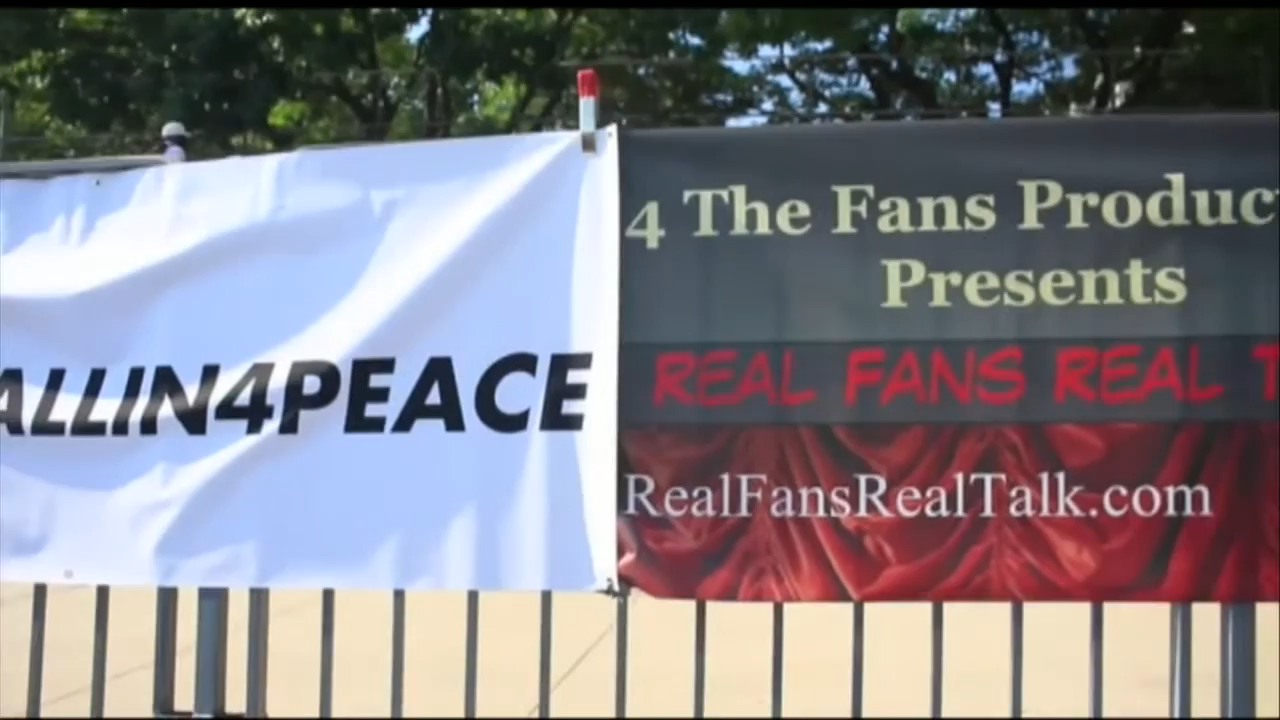 ALLIN4PEACE
4 The Fans Produc
Presents
REAL FANS REAL T
RealFansRealTalk.com